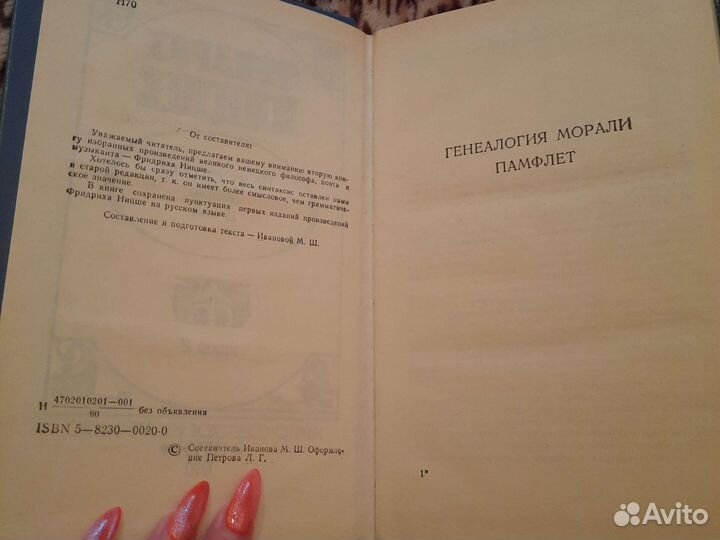 Н70
От составителя:
Уважаемый читатель, предлагаем вашему вниманию вторую кни-
гу избранных произведений великого немецкого философа, поэта и
музыканта — Фридриха Ницше.
Хотелось бы сразу отметить, что весь синтаксис оставлен нами
в старой редакции, т. к. он имеет более смысловое, чем грамматиче-
ское значение.
В книге сохранена пунктуация первых изданий произведений
Фридриха Ницше на русском языке.
Составление и подготовка текста — Ивановой М. Ш.
Н 4702010201—001
90 без объявления
ISBN 5—8230—0020-0
© Составитель Иванова М. Ш. Оформле-
ние Петрова Л. Г.
ГЕНЕАЛОГИЯ МОРАЛИ
ПАМФЛЕТ
1*
Avito